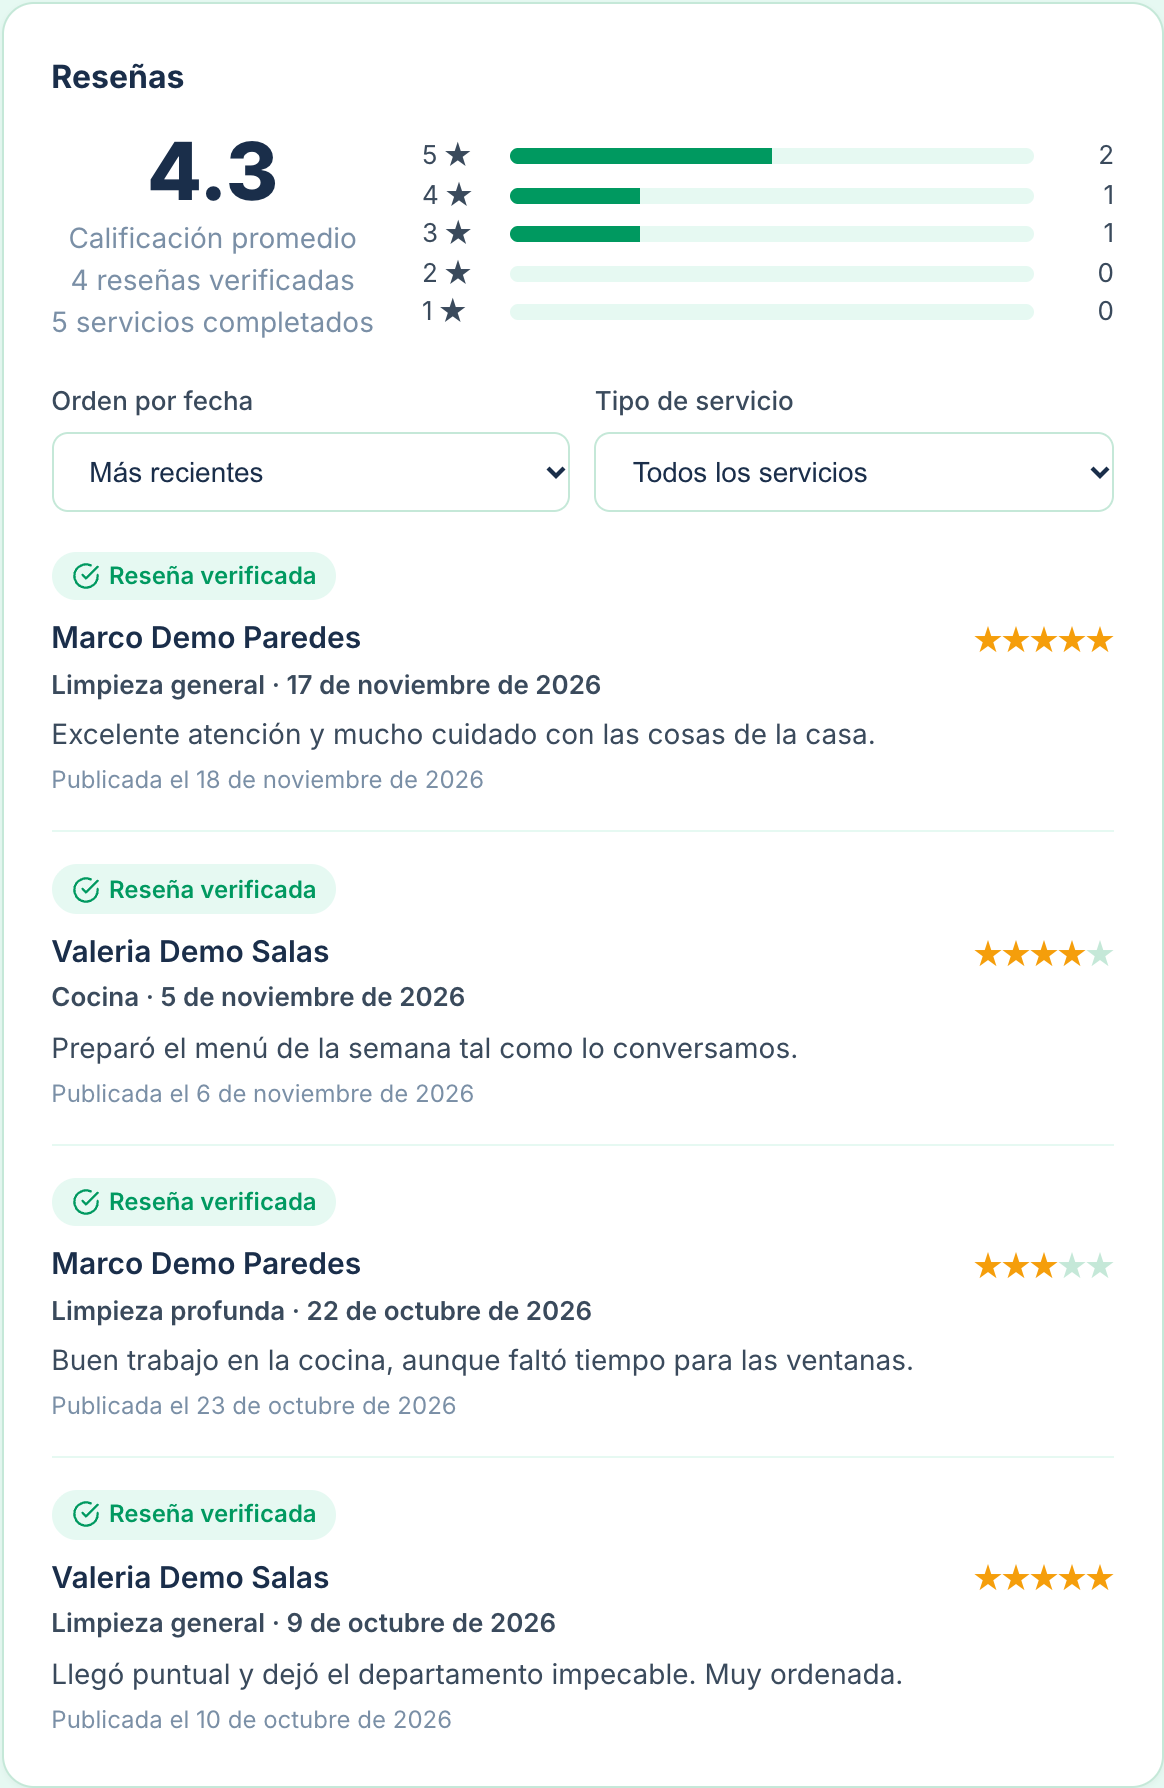 Reseñas
4.3
Calificación promedio
4 reseñas verificadas
5 servicios completados
5 ★ 2
4 ★ 1
3 ★ 1
2 ★ 0
1 ★ 0
Orden por fecha
Más recientes
Tipo de servicio
Todos los servicios
Reseña verificada
Marco Demo Paredes ★★★★★
Limpieza general · 17 de noviembre de 2026
Excelente atención y mucho cuidado con las cosas de la casa.
Publicada el 18 de noviembre de 2026
Reseña verificada
Valeria Demo Salas ★★★★★
Cocina · 5 de noviembre de 2026
Preparó el menú de la semana tal como lo conversamos.
Publicada el 6 de noviembre de 2026
Reseña verificada
Marco Demo Paredes ★★★★★
Limpieza profunda · 22 de octubre de 2026
Buen trabajo en la cocina, aunque faltó tiempo para las ventanas.
Publicada el 23 de octubre de 2026
Reseña verificada
Valeria Demo Salas ★★★★★
Limpieza general · 9 de octubre de 2026
Llegó puntual y dejó el departamento impecable. Muy ordenada.
Publicada el 10 de octubre de 2026